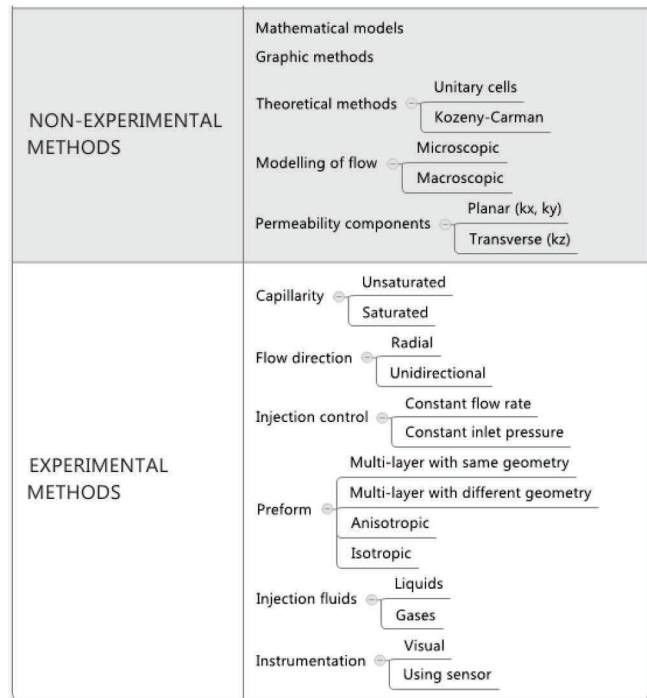 NON-EXPERIMENTAL
METHODS
Mathematical models
Graphic methods
Theoretical methods
Unitary cells
Kozeny-Carman
Modelling of flow
Microscopic
Macroscopic
Permeability components
Planar (kx, ky)
Transverse (kz)
EXPERIMENTAL
METHODS
Capillarity
Unsaturated
Saturated
Flow direction
Radial
Unidirectional
Injection control
Constant flow rate
Constant inlet pressure
Preform
Multi-layer with same geometry
Multi-layer with different geometry
Anisotropic
Isotropic
Injection fluids
Liquids
Gases
Instrumentation
Visual
Using sensor